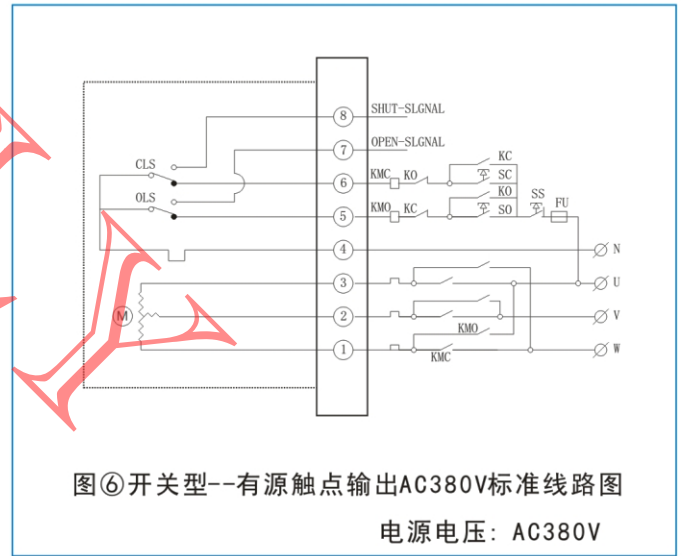 8 SHUT-SLGNAL
7 OPEN-SLGNAL
CLS
6 KMC KO KC
SC
OLS
KO
5 KMO KC SO SS FU
4 N
3 U
M 2 V
KMO
1 W
KMC
图⑥开关型--有源触点输出AC380V标准线路图
电源电压: AC380V